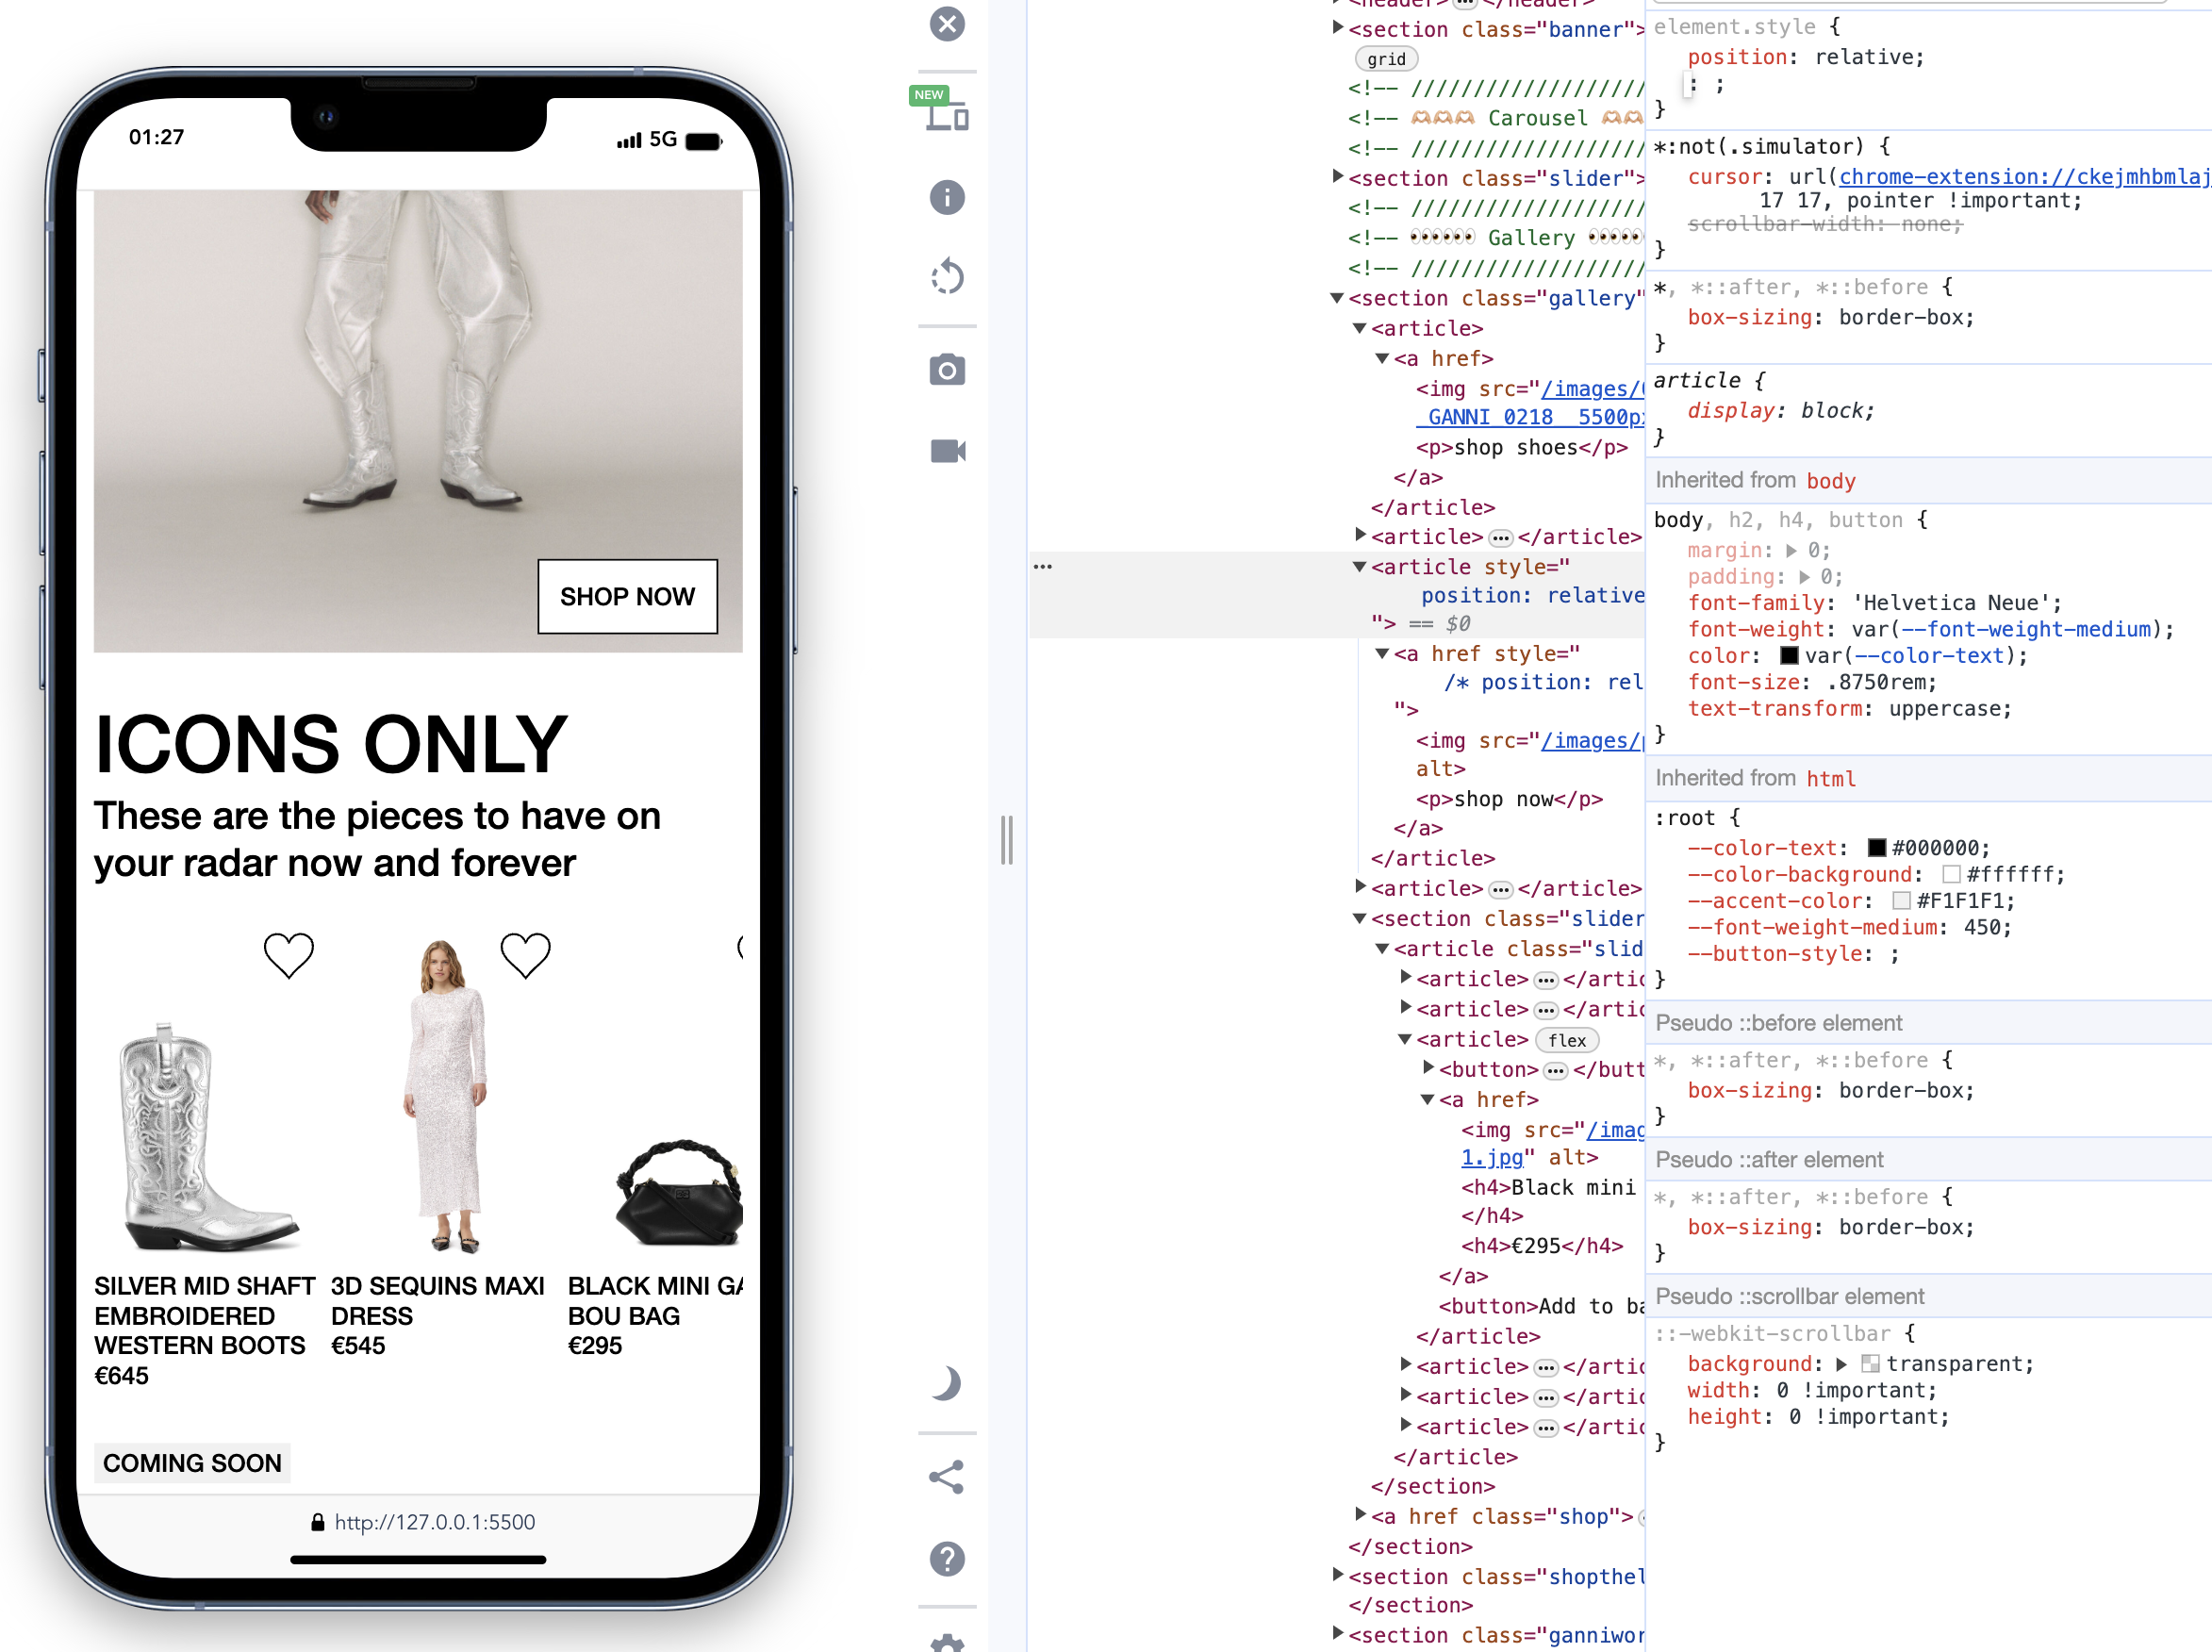 01:27
5G
SHOP NOW
ICONS ONLY
These are the pieces to have on
your radar now and forever
SILVER MID SHAFT
EMBROIDERED
WESTERN BOOTS
€645
3D SEQUINS MAXI
DRESS
€545
BLACK MINI GA
BOU BAG
€295
COMING SOON
http://127.0.0.1:5500
NEW
<section class="banner">
grid
<!-- ///////////////////
<!-- 🫶🏼🫶🏼🫶🏼 Carousel 🫶🏼🫶🏼
<!-- ///////////////////
<section class="slider">
<!-- ///////////////////
<!-- 👀👀👀 Gallery 👀👀👀
<!-- ///////////////////
<section class="gallery"
<article>
<a href>
<img src="/images/
_GANNI_0218__5500p
<p>shop shoes</p>
</a>
</article>
<article>…</article>
… <article style="
position: relative
"> == $0
<a href style="
/* position: rel
">
<img src="/images/
alt>
<p>shop now</p>
</a>
</article>
<article>…</article>
<section class="slider
<article class="slid
<article>…</artic
<article>…</artic
<article> flex
<button>…</butt
<a href>
<img src="/imag
1.jpg" alt>
<h4>Black mini
</h4>
<h4>€295</h4>
</a>
<button>Add to ba
</article>
<article>…</artic
<article>…</artic
<article>…</artic
</article>
</section>
<a href class="shop">
</section>
<section class="shopthel
</section>
<section class="ganniwor
element.style {
position: relative;
: ;
}
*:not(.simulator) {
cursor: url(chrome-extension://ckejmhbmlaj
17 17, pointer !important;
scrollbar-width: none;
}
*, *::after, *::before {
box-sizing: border-box;
}
article {
display: block;
}
Inherited from body
body, h2, h4, button {
margin: 0;
padding: 0;
font-family: 'Helvetica Neue';
font-weight: var(--font-weight-medium);
color: var(--color-text);
font-size: .8750rem;
text-transform: uppercase;
}
Inherited from html
:root {
--color-text: #000000;
--color-background: #ffffff;
--accent-color: #F1F1F1;
--font-weight-medium: 450;
--button-style: ;
}
Pseudo ::before element
*, *::after, *::before {
box-sizing: border-box;
}
Pseudo ::after element
*, *::after, *::before {
box-sizing: border-box;
}
Pseudo ::scrollbar element
::-webkit-scrollbar {
background: transparent;
width: 0 !important;
height: 0 !important;
}